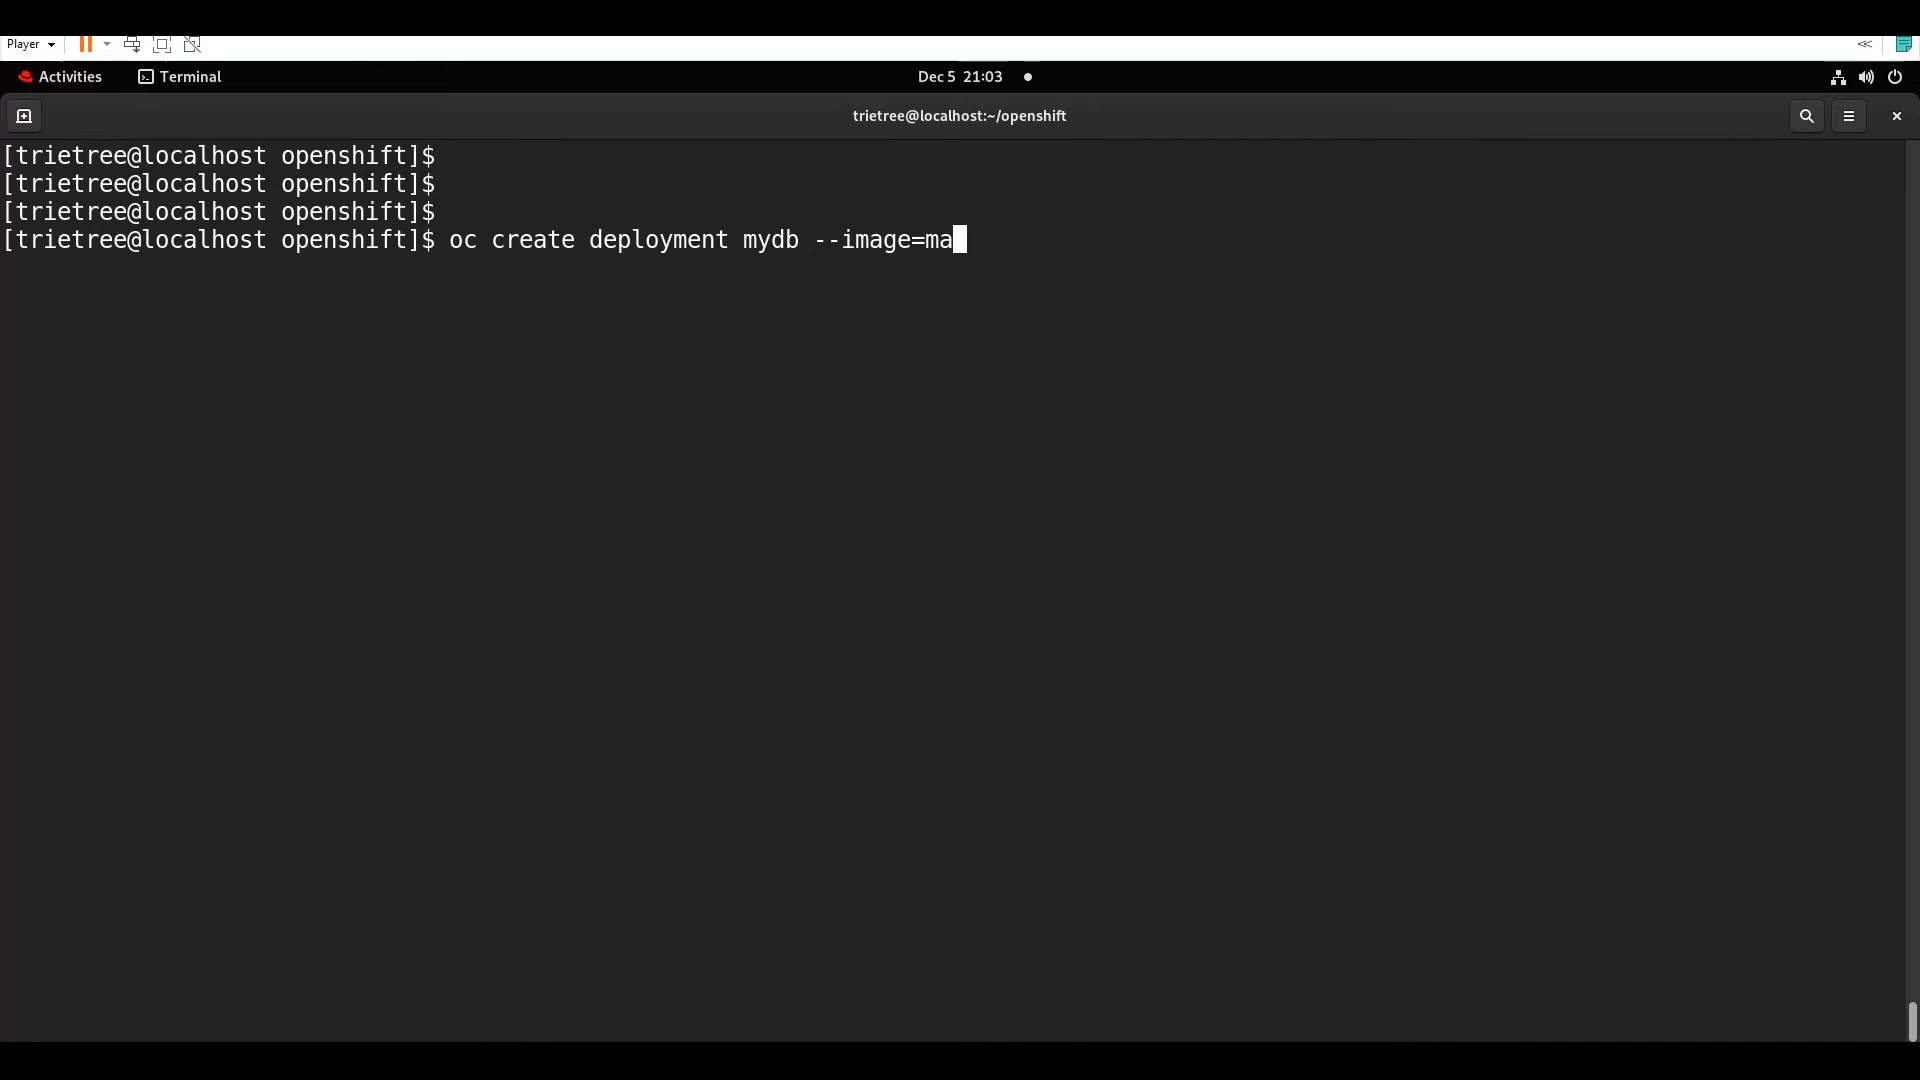 Player
Activities Terminal Dec 5 21:03
trietree@localhost:~/openshift
[trietree@localhost openshift]$
[trietree@localhost openshift]$
[trietree@localhost openshift]$
[trietree@localhost openshift]$ oc create deployment mydb --image=ma